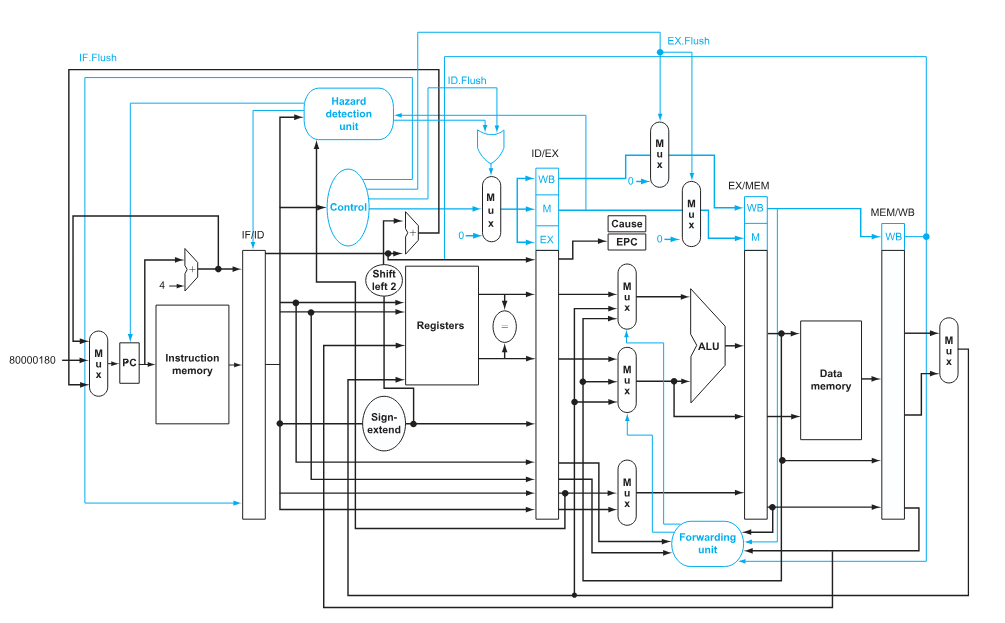 EX.Flush
IF.Flush
ID.Flush
Hazard
detection
unit
M
u
x
ID/EX
WB
0
M
u
x
EX/MEM
WB
Control
M
u
x
M
0
Cause
0
M
MEM/WB
WB
IF/ID
+
EX
EPC
+
4
Shift
left 2
M
u
x
Registers
=
ALU
80000180
M
u
x
PC
Instruction
memory
M
u
x
Data
memory
M
u
x
Sign-
extend
M
u
x
Forwarding
unit